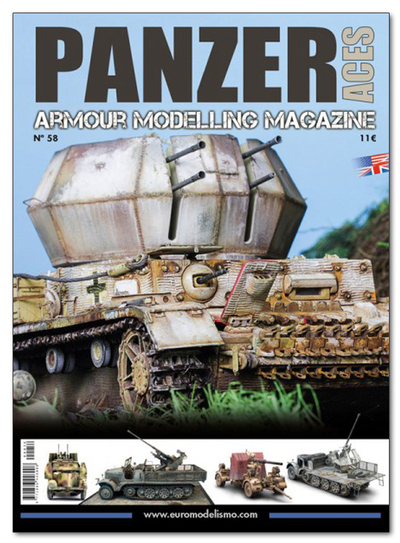 PANZER
ACES
ARMOUR MODELLING MAGAZINE
Nº 58
11€
www.euromodelismo.com